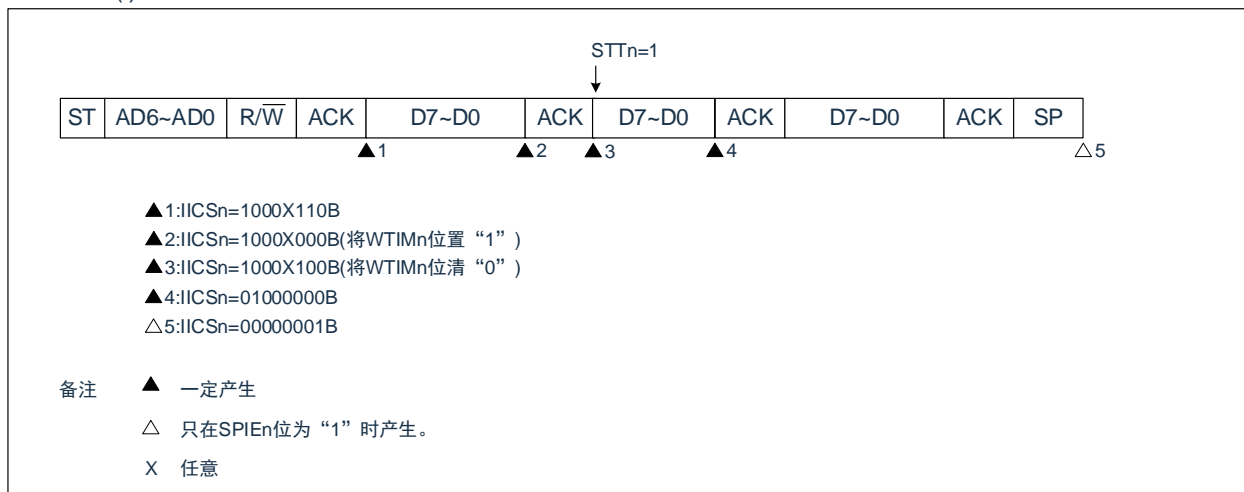 STTn=1
ST AD6~AD0 R/W ACK D7~D0 ACK D7~D0 ACK D7~D0 ACK SP
▲1 ▲2 ▲3 ▲4 △5
▲1:IICSn=1000X110B
▲2:IICSn=1000X000B(将WTIMn位置“1”)
▲3:IICSn=1000X100B(将WTIMn位清“0”)
▲4:IICSn=01000000B
△5:IICSn=00000001B
备注 ▲ 一定产生
△ 只在SPIEn位为“1”时产生。
X 任意